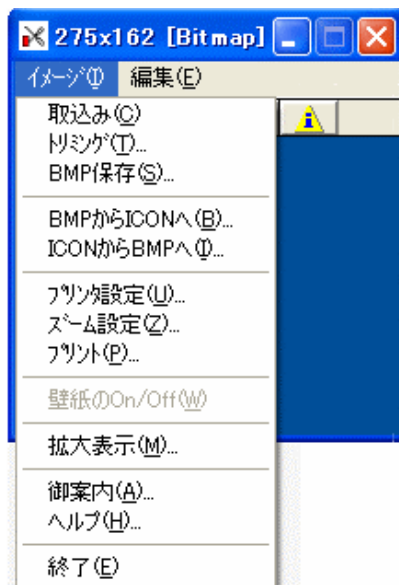 275x162 [Bitmap]
ｲﾒｰｼﾞ(I) 編集(E)
取込み(C)
ﾄﾘﾐﾝｸﾞ(T)...
BMP保存(S)...
BMPからICONへ(B)...
ICONからBMPへ(I)...
ﾌﾟﾘﾝﾀ設定(U)...
ｽﾞｰﾑ設定(Z)...
ﾌﾟﾘﾝﾄ(P)...
壁紙のOn/Off(W)
拡大表示(M)...
御案内(A)...
ヘルプ(H)...
終了(E)